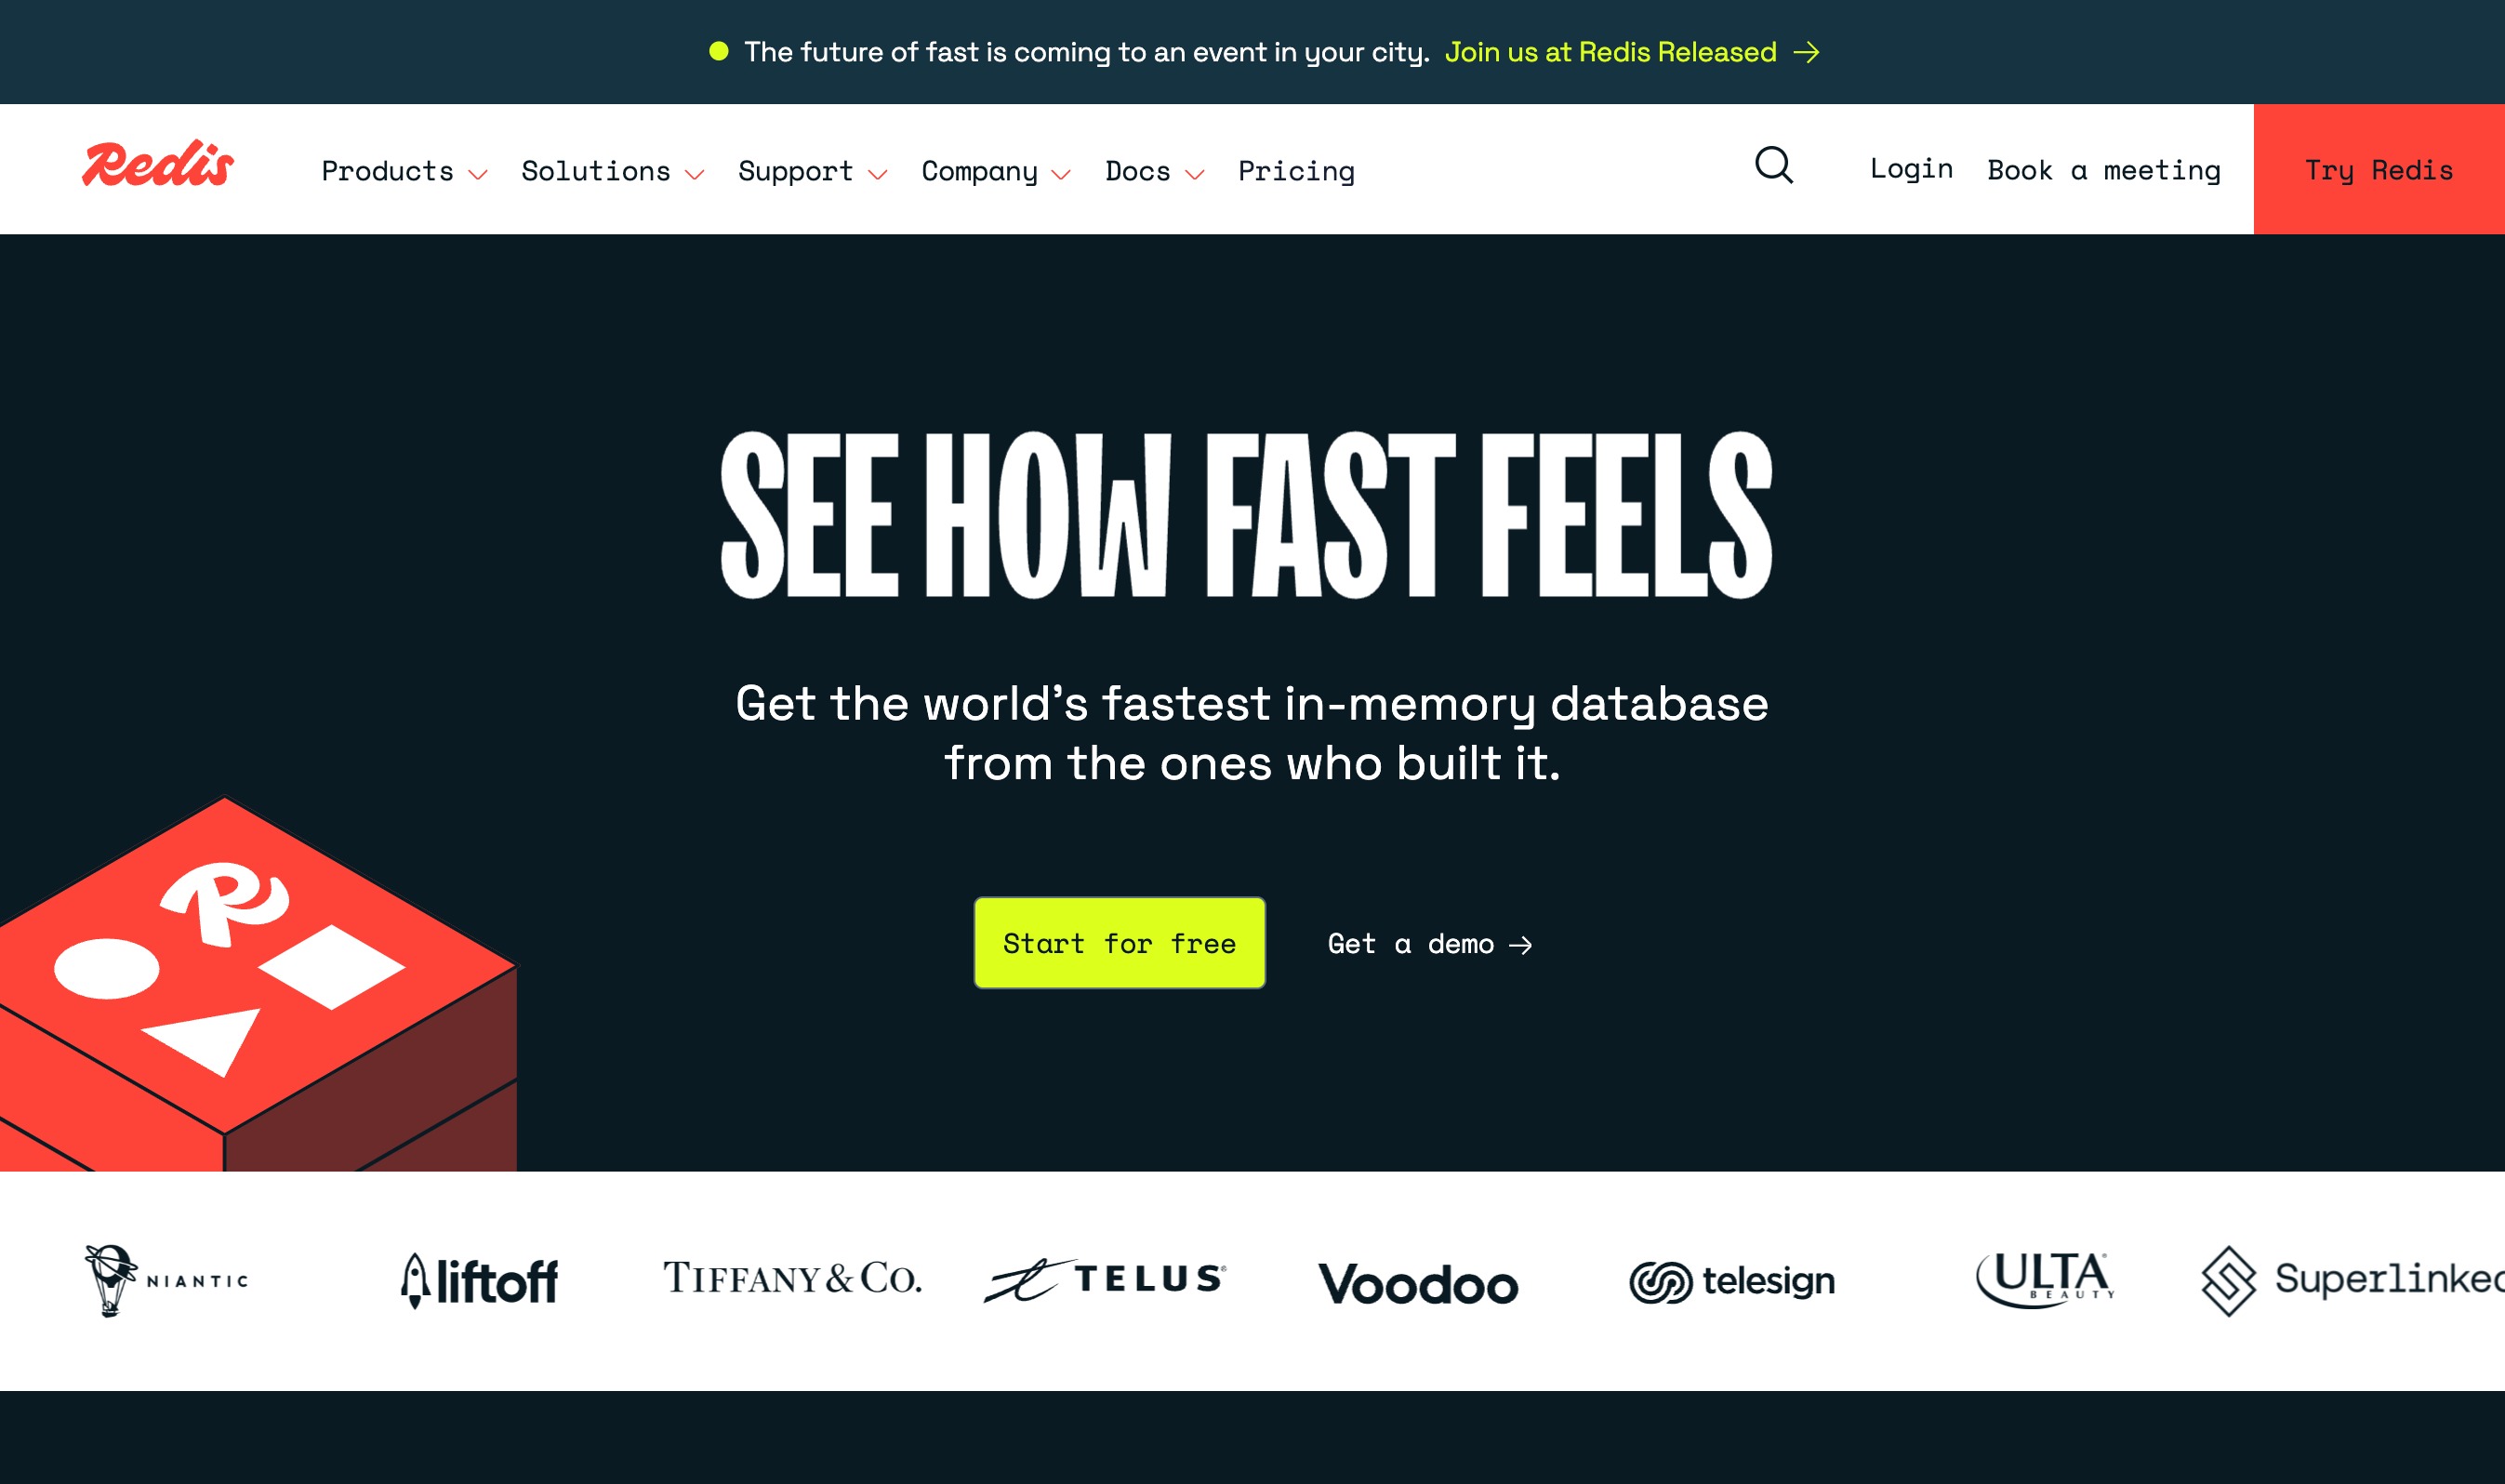 The future of fast is coming to an event in your city. Join us at Redis Released
Redis Products Solutions Support Company Docs Pricing Login Book a meeting Try Redis
SEE HOW FAST FEELS
Get the world's fastest in-memory database
from the ones who built it.
R
Start for free Get a demo
NIANTIC liftoff TIFFANY & CO. TELUS® Voodoo telesign ULTA BEAUTY Superlinked